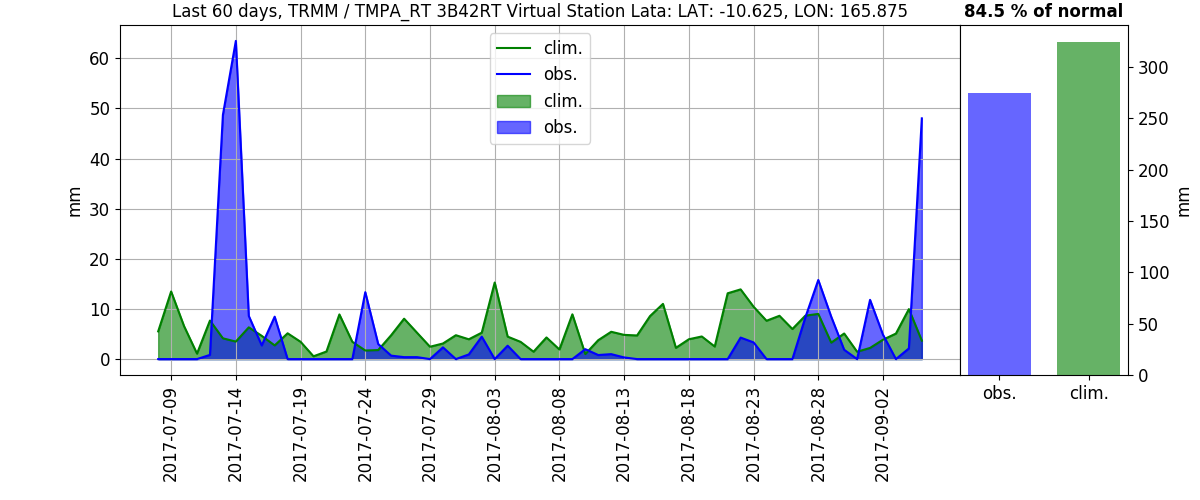 Last 60 days, TRMM / TMPA_RT 3B42RT Virtual Station Lata: LAT: -10.625, LON: 165.875
84.5 % of normal
clim.
obs.
clim.
obs.
mm
60
50
40
30
20
10
0
2017-07-09
2017-07-14
2017-07-19
2017-07-24
2017-07-29
2017-08-03
2017-08-08
2017-08-13
2017-08-18
2017-08-23
2017-08-28
2017-09-02
300
250
200
150
100
50
0
mm
obs.
clim.